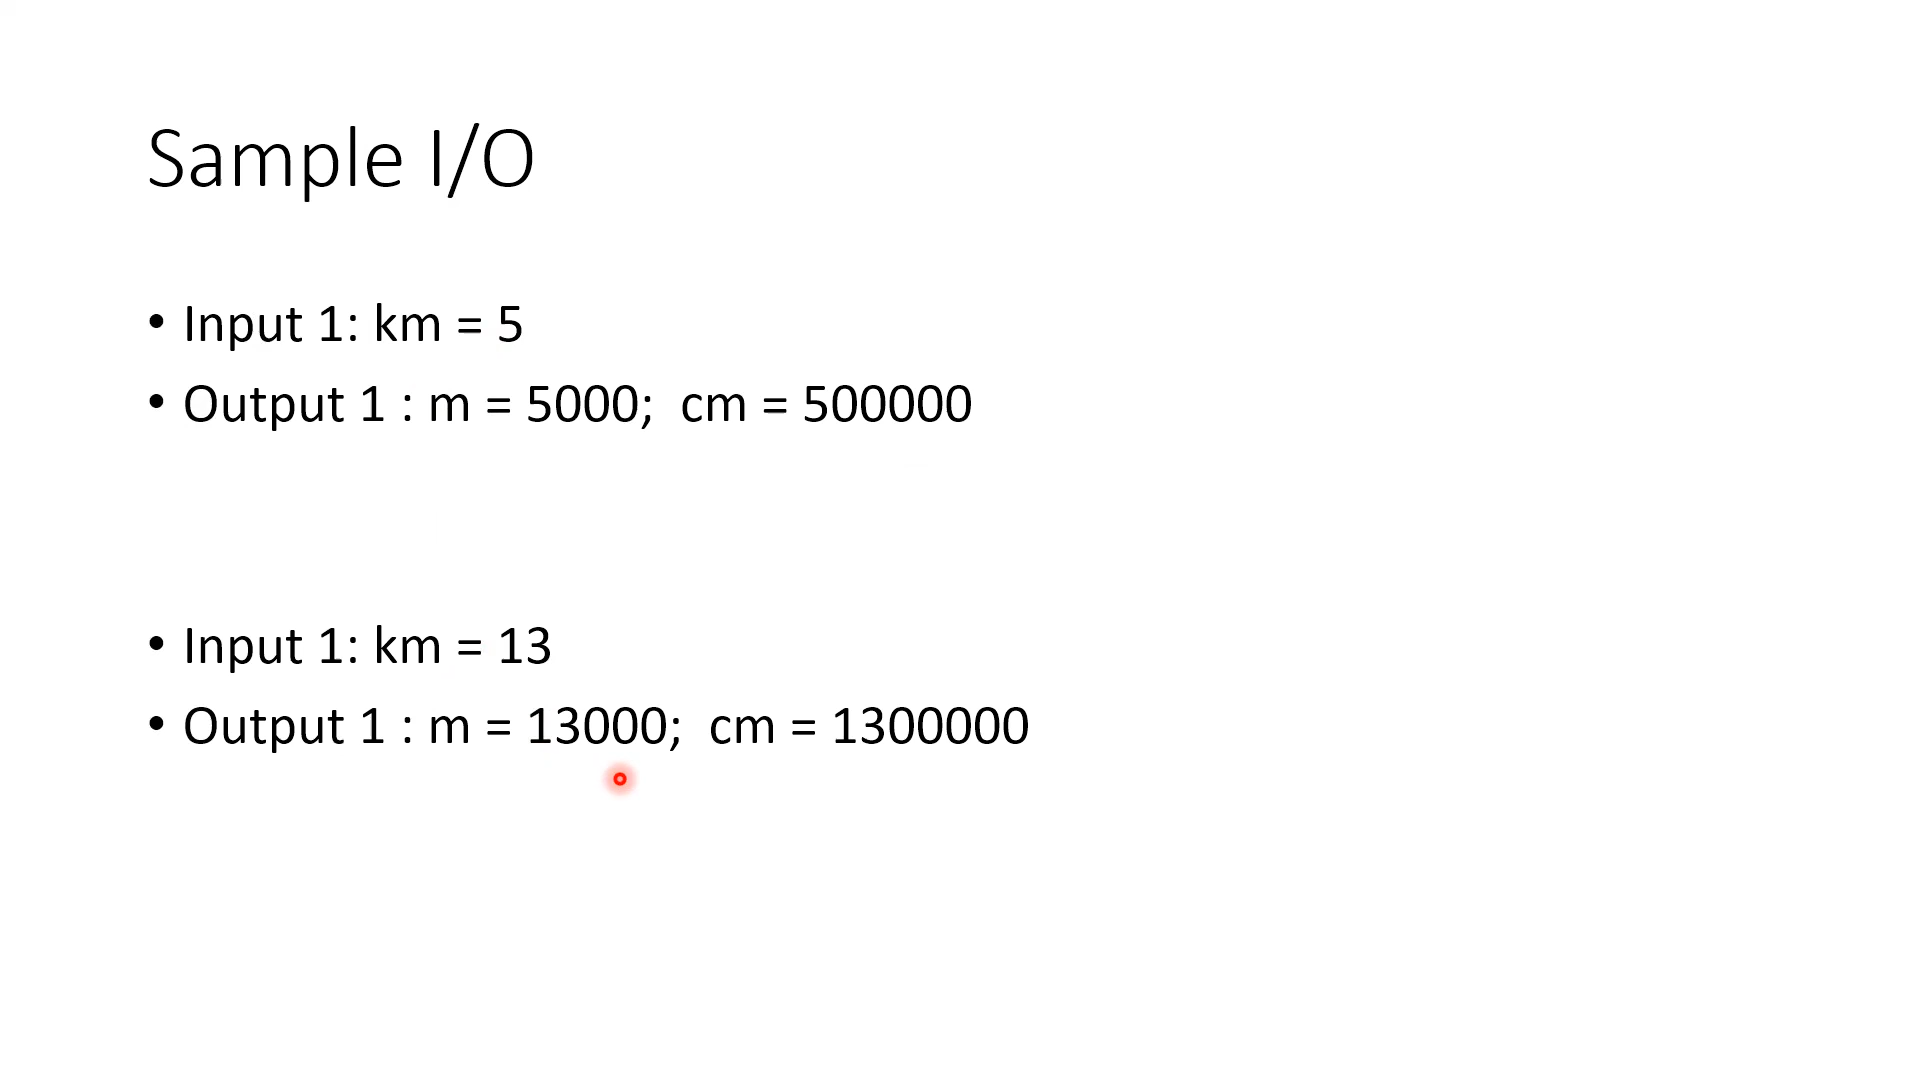 Sample I/O
• Input 1: km = 5
• Output 1 : m = 5000;  cm = 500000
• Input 1: km = 13
• Output 1 : m = 13000;  cm = 1300000